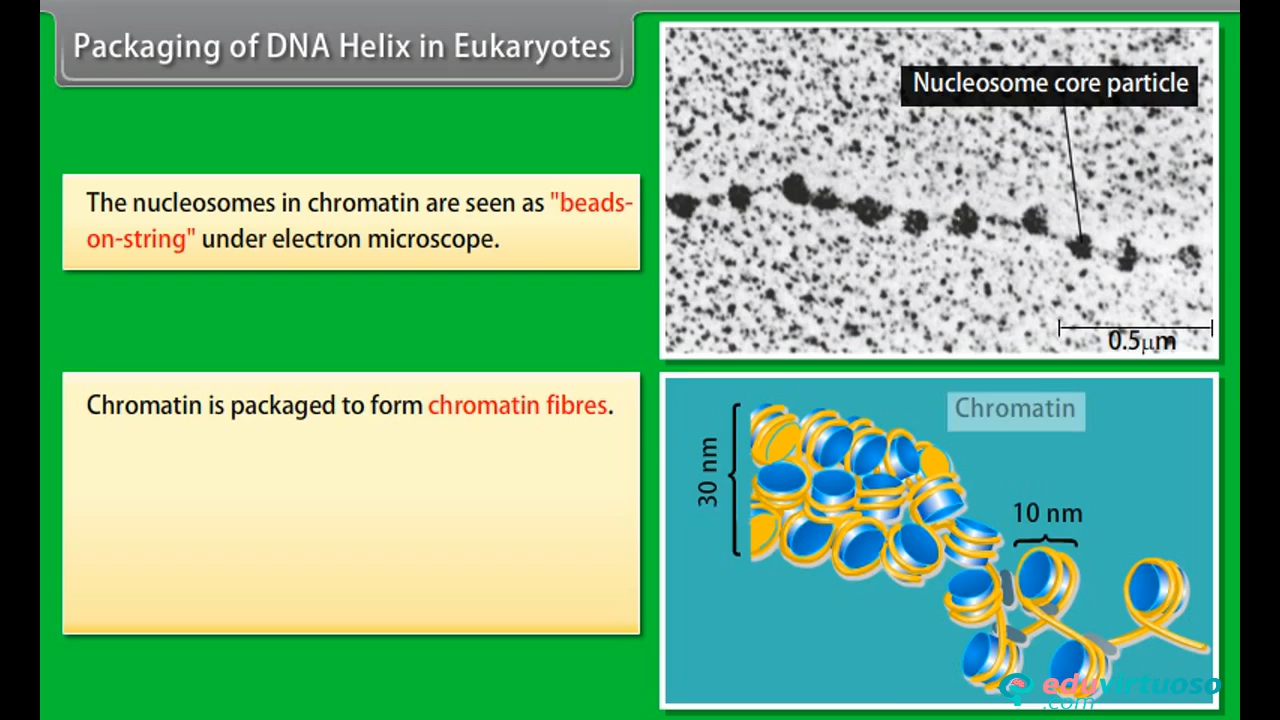 Packaging of DNA Helix in Eukaryotes
The nucleosomes in chromatin are seen as "beads-
on-string" under electron microscope.
Nucleosome core particle
0.5μm
Chromatin is packaged to form chromatin fibres.
Chromatin
30 nm
10 nm
eduvirtuoso
.com